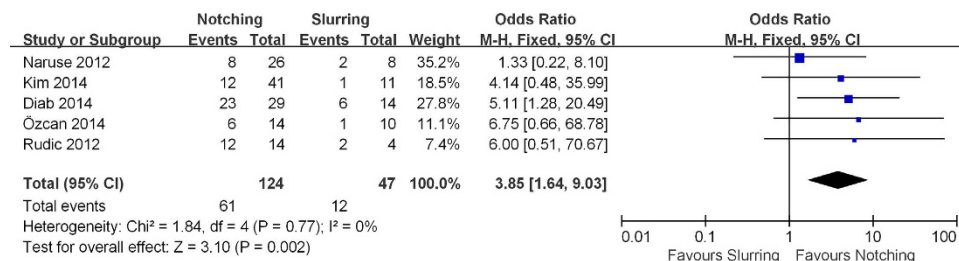 Notching Slurring Odds Ratio Odds Ratio
Study or Subgroup Events Total Events Total Weight M-H, Fixed, 95% CI M-H, Fixed, 95% CI
Naruse 2012 8 26 2 8 35.2% 1.33 [0.22, 8.10]
Kim 2014 12 41 1 11 18.5% 4.14 [0.48, 35.99]
Diab 2014 23 29 6 14 27.8% 5.11 [1.28, 20.49]
Özcan 2014 6 14 1 10 11.1% 6.75 [0.66, 68.78]
Rudic 2012 12 14 2 4 7.4% 6.00 [0.51, 70.67]
Total (95% CI) 124 47 100.0% 3.85 [1.64, 9.03]
Total events 61 12
Heterogeneity: Chi² = 1.84, df = 4 (P = 0.77); I² = 0%
Test for overall effect: Z = 3.10 (P = 0.002)
0.01 0.1 1 10 100
Favours Slurring Favours Notching